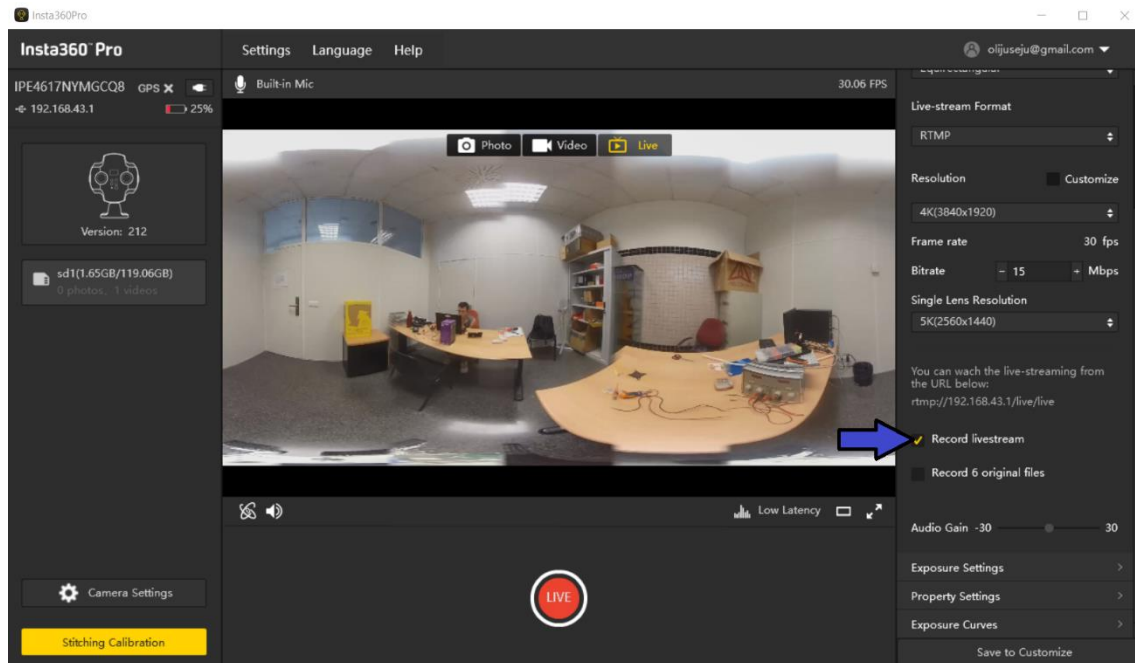 Insta360Pro
Insta360™ Pro
Settings Language Help
olijuseju@gmail.com
IPE4617NYMGCQ8 GPS
192.168.43.1 25%
Version: 212
sd1(1.65GB/119.06GB)
0 photos, 1 videos
Camera Settings
Stitching Calibration
Built-in Mic 30.06 FPS
Photo Video Live
Low Latency
LIVE
Equirectangular
Live-stream Format
RTMP
Resolution Customize
4K(3840x1920)
Frame rate 30 fps
Bitrate - 15 + Mbps
Single Lens Resolution
5K(2560x1440)
You can wach the live-streaming from
the URL below:
rtmp://192.168.43.1/live/live
Record livestream
Record 6 original files
Audio Gain -30 30
Exposure Settings
Property Settings
Exposure Curves
Save to Customize